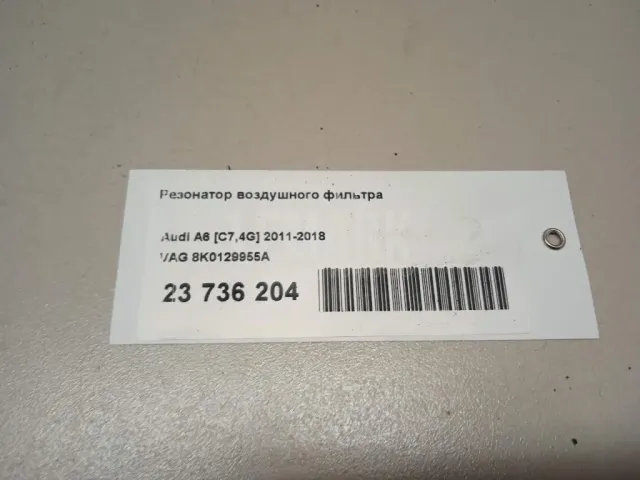 Резонатор воздушного фильтра
Audi A6 [C7,4G] 2011-2018
VAG 8K0129955A
23 736 204